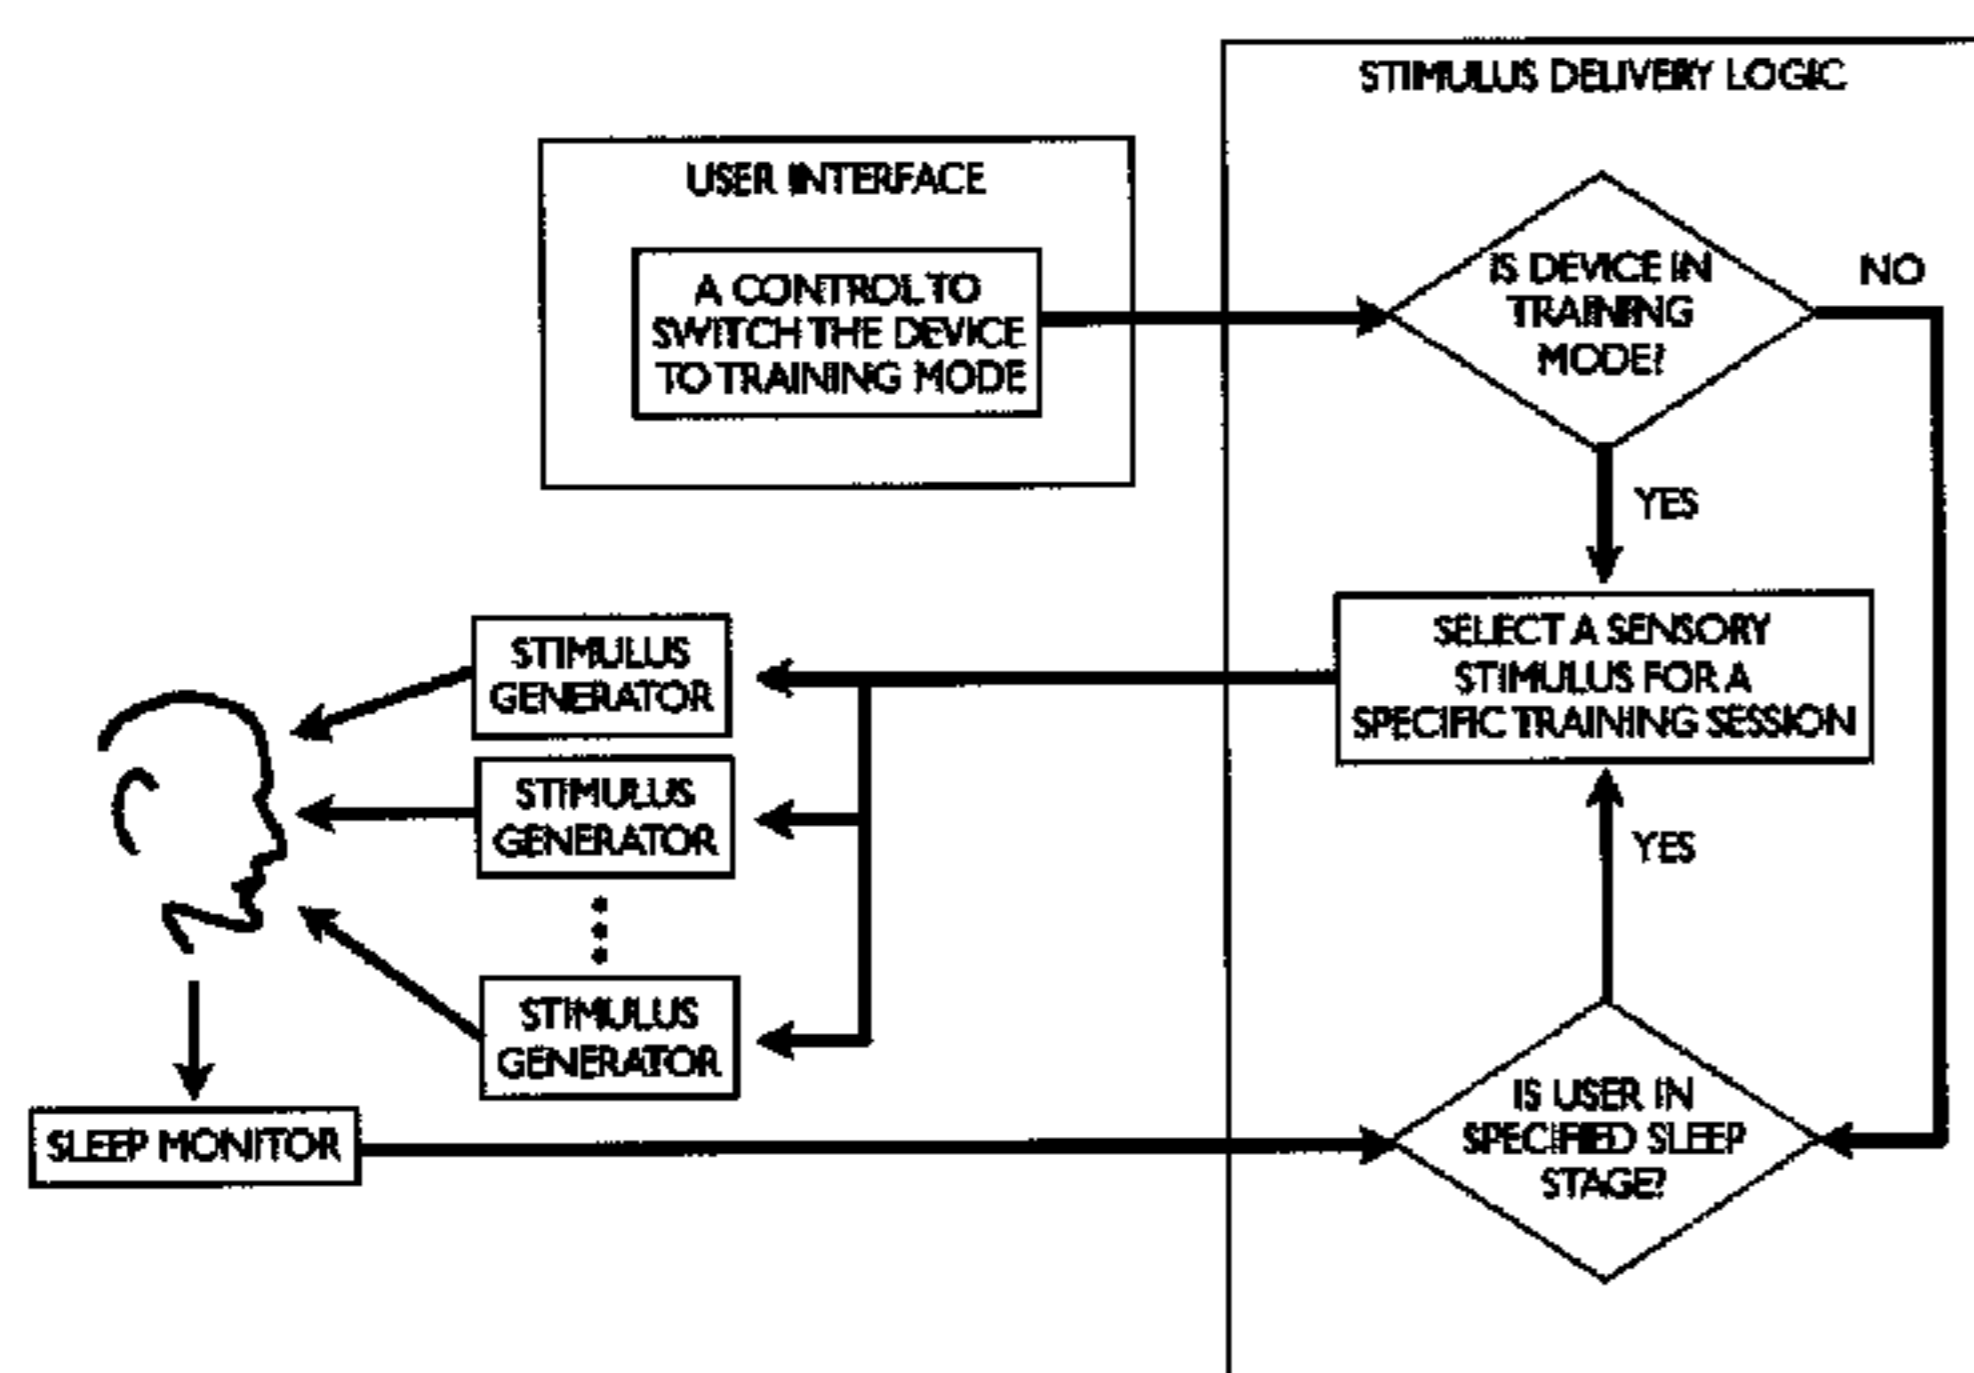 STIMULUS DELIVERY LOGIC
USER INTERFACE
A CONTROL TO
SWITCH THE DEVICE
TO TRAINING MODE
IS DEVICE IN
TRAINING
MODE?
NO
YES
SELECT A SENSORY
STIMULUS FOR A
SPECIFIC TRAINING SESSION
STIMULUS
GENERATOR
STIMULUS
GENERATOR
STIMULUS
GENERATOR
YES
SLEEP MONITOR
IS USER IN
SPECIFIED SLEEP
STAGE?